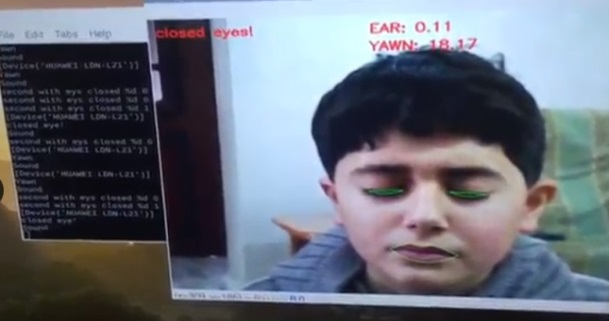 File Edit Tabs Help
Yawn
Sound
[Device('HUAWEI LDN-L21')]
Yawn
Sound
second with eys closed %d 0
second with eys closed %d 0
second with eys closed %d 1
[Device('HUAWEI LDN-L21')]
closed eye!
Sound
second with eys closed %d 0
[Device('HUAWEI LDN-L21')]
Yawn
Sound
[Device('HUAWEI LDN-L21')]
Yawn
Sound
second with eys closed %d 0
second with eys closed %d 1
[Device('HUAWEI LDN-L21')]
closed eye!
Sound
closed eyes!
EAR: 0.11
YAWN: 18.17